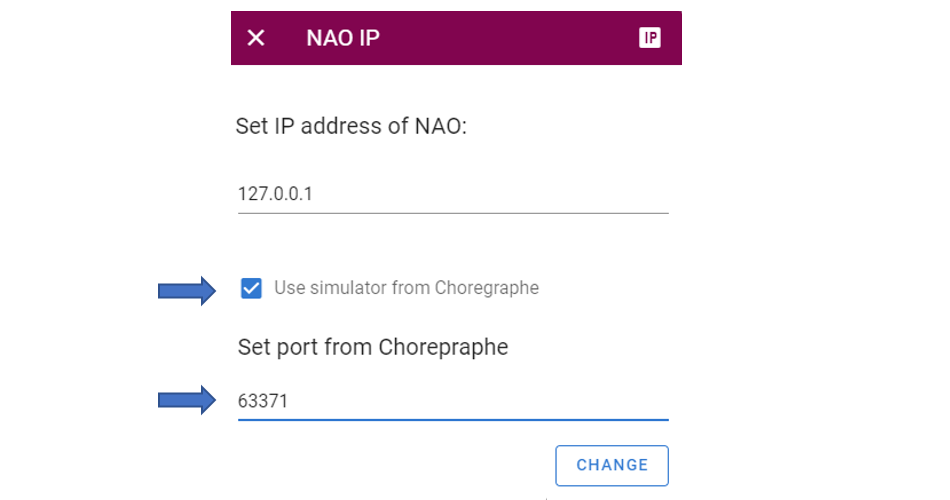 NAO IP
IP
Set IP address of NAO:
127.0.0.1
Use simulator from Choregraphe
Set port from Chorepraphe
63371
CHANGE